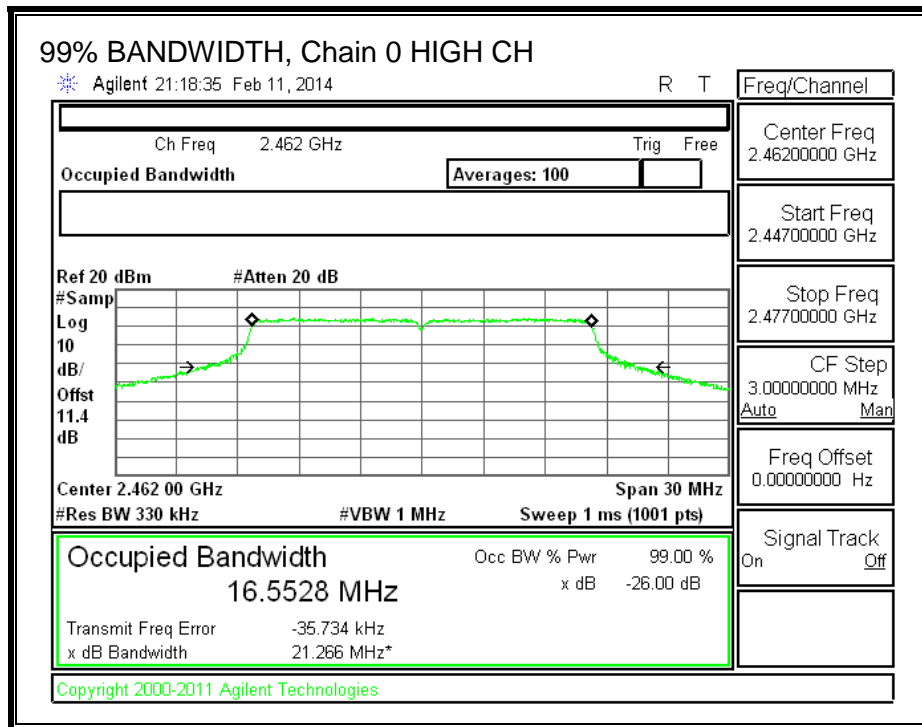 99% BANDWIDTH, Chain 0 HIGH CH
Agilent 21:18:35 Feb 11, 2014 R T
Freq/Channel
Ch Freq 2.462 GHz Trig Free
Occupied Bandwidth Averages: 100
Center Freq
2.46200000 GHz
Start Freq
2.44700000 GHz
Stop Freq
2.47700000 GHz
CF Step
3.00000000 MHz
Auto Man
Freq Offset
0.00000000 Hz
Signal Track
On Off
Ref 20 dBm #Atten 20 dB
#Samp
Log
10
dB/
Offst
11.4
dB
Center 2.462 00 GHz Span 30 MHz
#Res BW 330 kHz #VBW 1 MHz Sweep 1 ms (1001 pts)
Occupied Bandwidth Occ BW % Pwr 99.00 %
16.5528 MHz x dB -26.00 dB
Transmit Freq Error -35.734 kHz
x dB Bandwidth 21.266 MHz*
Copyright 2000-2011 Agilent Technologies